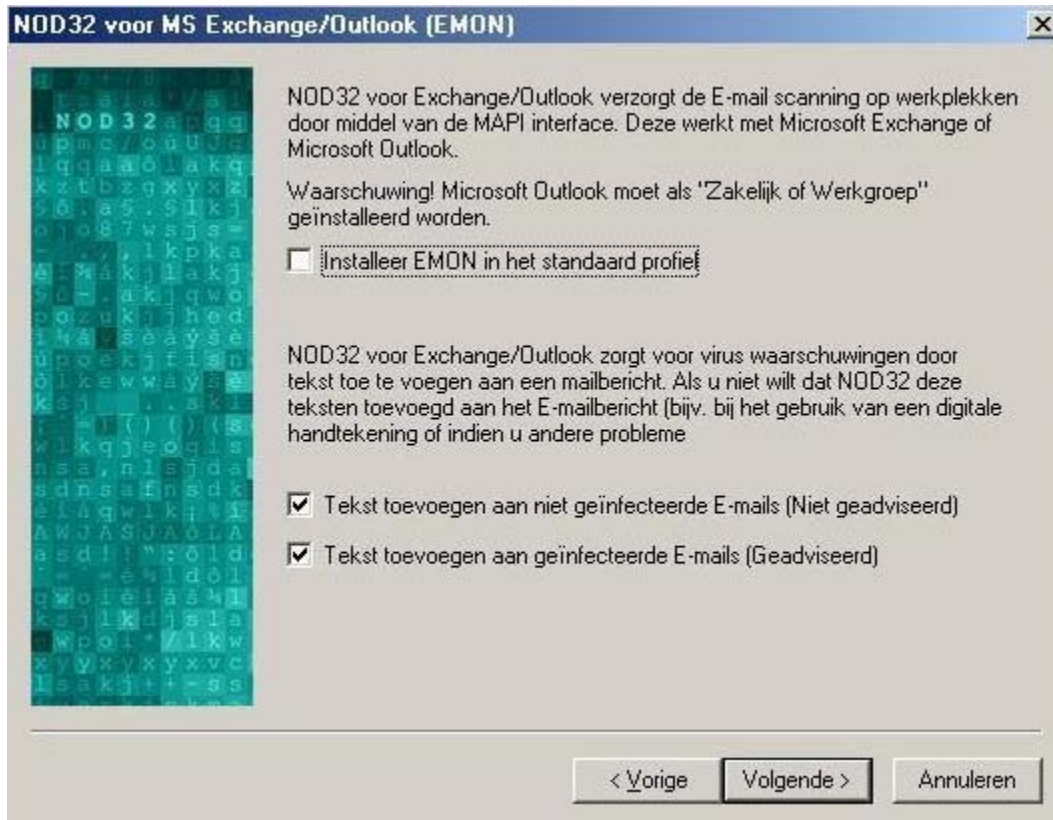 NOD32 voor MS Exchange/Outlook (EMON)
NOD32
NOD32 voor Exchange/Outlook verzorgt de E-mail scanning op werkplekken
door middel van de MAPI interface. Deze werkt met Microsoft Exchange of
Microsoft Outlook.
Waarschuwing! Microsoft Outlook moet als "Zakelijk of Werkgroep"
geïnstalleerd worden.
Installeer EMON in het standaard profiel
NOD32 voor Exchange/Outlook zorgt voor virus waarschuwingen door
tekst toe te voegen aan een mailbericht. Als u niet wilt dat NOD32 deze
teksten toevoegd aan het E-mailbericht (bijv. bij het gebruik van een digitale
handtekening of indien u andere probleme
Tekst toevoegen aan niet geïnfecteerde E-mails (Niet geadviseerd)
Tekst toevoegen aan geïnfecteerde E-mails (Geadviseerd)
< Vorige
Volgende >
Annuleren